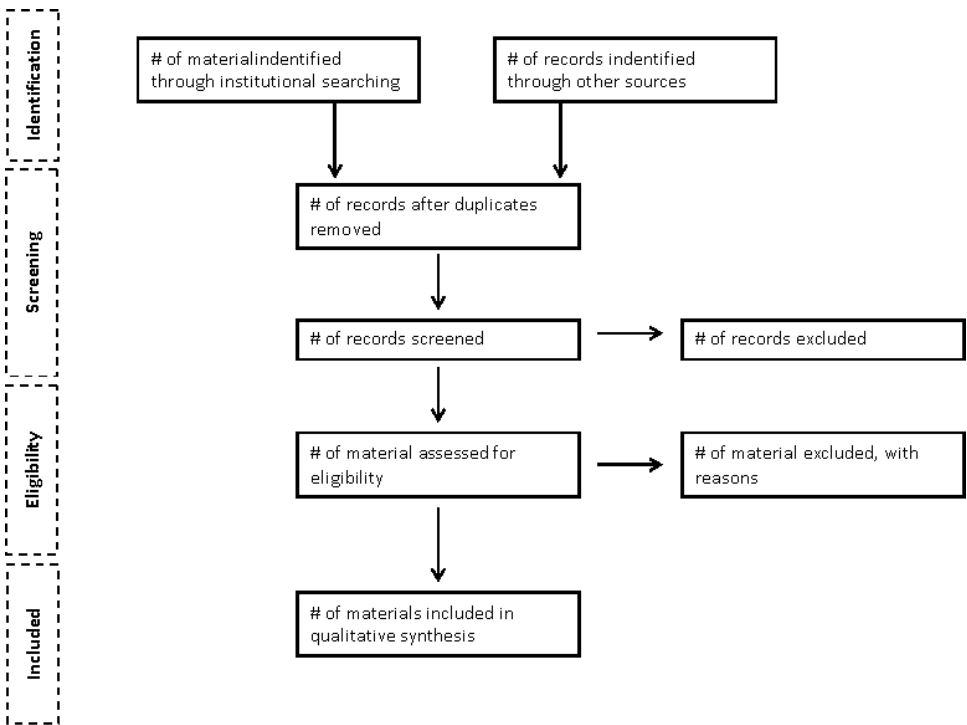 Identification
# of materialindentified
through institutional searching
# of records indentified
through other sources
Screening
# of records after duplicates
removed
# of records screened
# of records excluded
Eligibility
# of material assessed for
eligibility
# of material excluded, with
reasons
Included
# of materials included in
qualitative synthesis